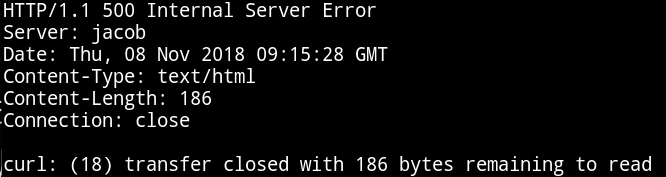 HTTP/1.1 500 Internal Server Error
Server: jacob
Date: Thu, 08 Nov 2018 09:15:28 GMT
Content-Type: text/html
Content-Length: 186
Connection: close
curl: (18) transfer closed with 186 bytes remaining to read